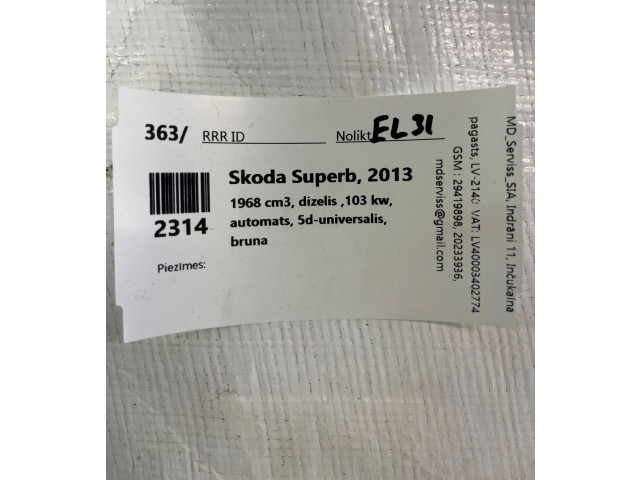 363/ RRR ID Nolikt EL31
2314
Skoda Superb, 2013
1968 cm3, dizelis ,103 kw,
automats, 5d-universalis,
bruna
Piezīmes:
MD_Serviss_SIA, Indrāni 11, Inčukalna
pagasts, LV-2140 VAT: LV40003402774
GSM : 29419898, 20233936,
mdserviss@gmail.com